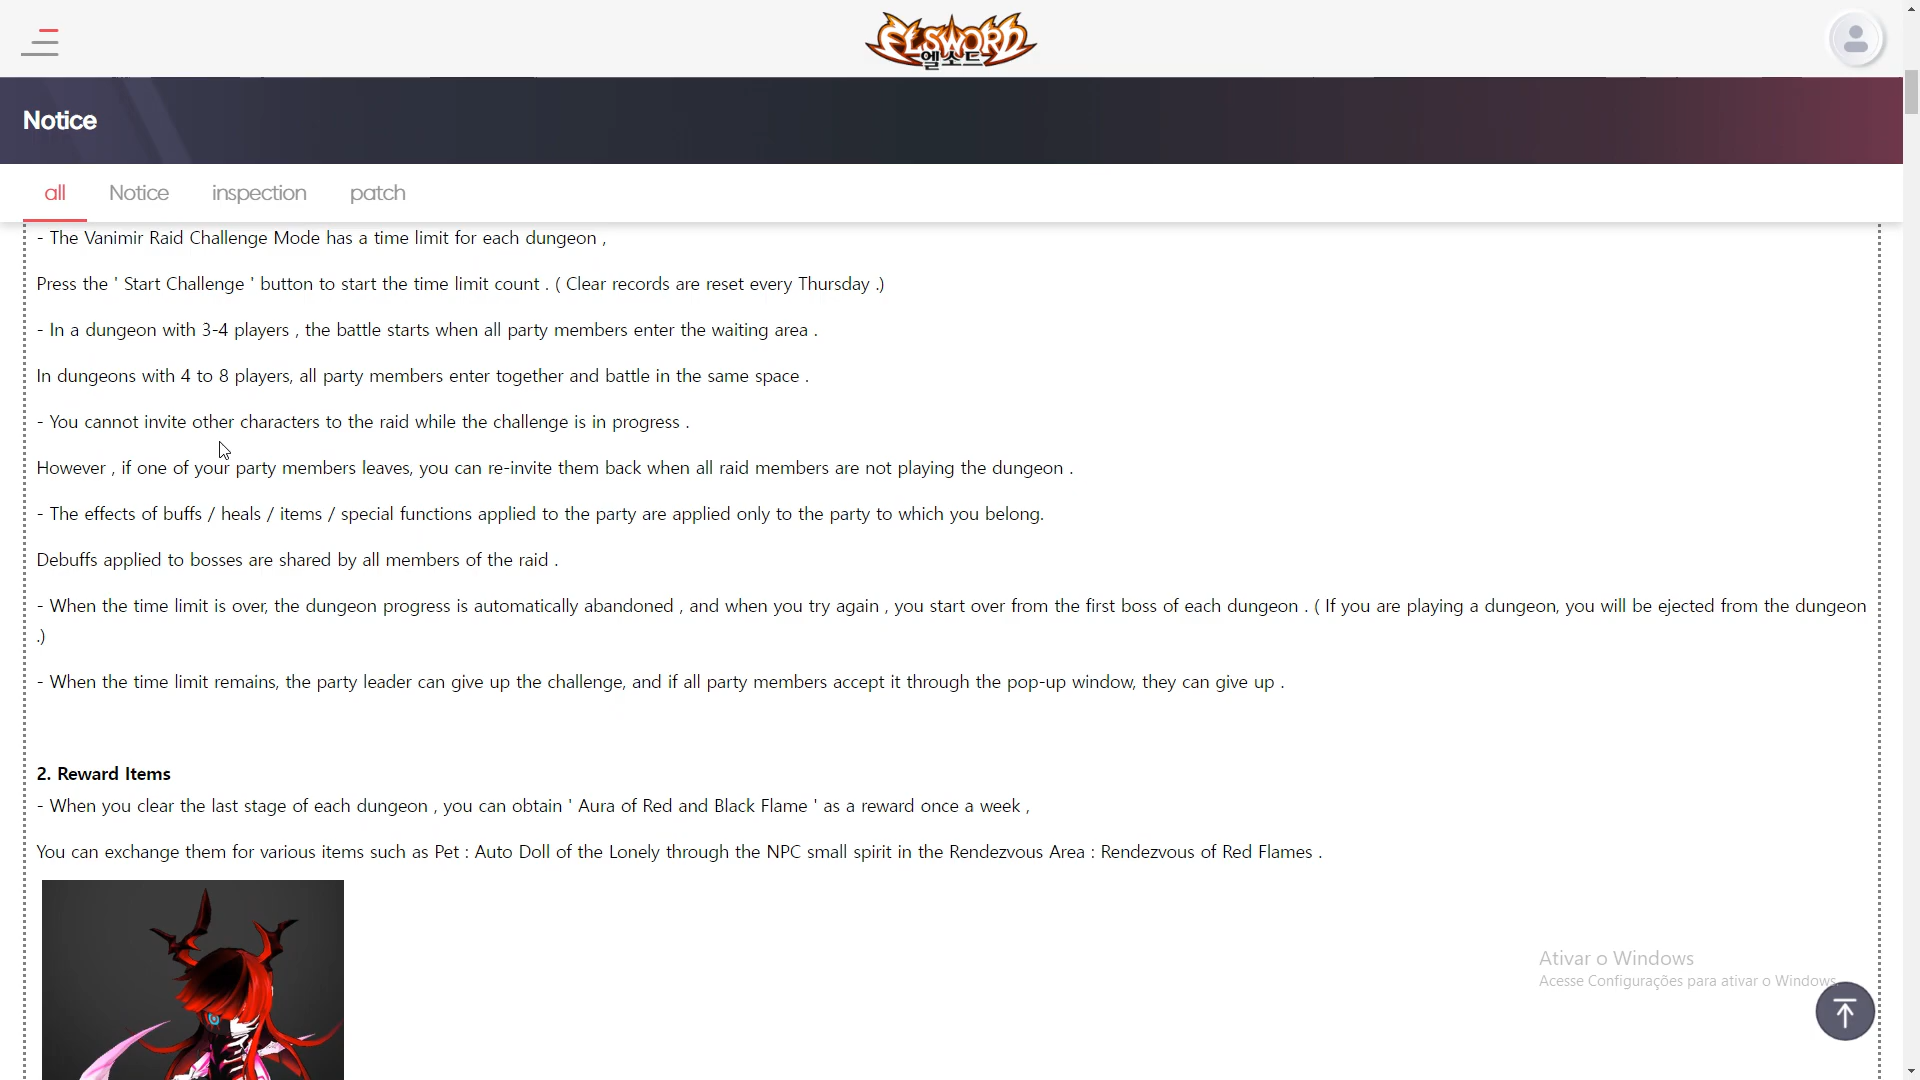 ELSWORD
엘소드
Notice
all Notice inspection patch
- The Vanimir Raid Challenge Mode has a time limit for each dungeon ,
Press the ' Start Challenge ' button to start the time limit count . ( Clear records are reset every Thursday .)
- In a dungeon with 3-4 players , the battle starts when all party members enter the waiting area .
In dungeons with 4 to 8 players, all party members enter together and battle in the same space .
- You cannot invite other characters to the raid while the challenge is in progress .
However , if one of your party members leaves, you can re-invite them back when all raid members are not playing the dungeon .
- The effects of buffs / heals / items / special functions applied to the party are applied only to the party to which you belong.
Debuffs applied to bosses are shared by all members of the raid .
- When the time limit is over, the dungeon progress is automatically abandoned , and when you try again , you start over from the first boss of each dungeon . ( If you are playing a dungeon, you will be ejected from the dungeon
.)
- When the time limit remains, the party leader can give up the challenge, and if all party members accept it through the pop-up window, they can give up .
2. Reward Items
- When you clear the last stage of each dungeon , you can obtain ' Aura of Red and Black Flame ' as a reward once a week ,
You can exchange them for various items such as Pet : Auto Doll of the Lonely through the NPC small spirit in the Rendezvous Area : Rendezvous of Red Flames .
Ativar o Windows
Acesse Configurações para ativar o Windows.